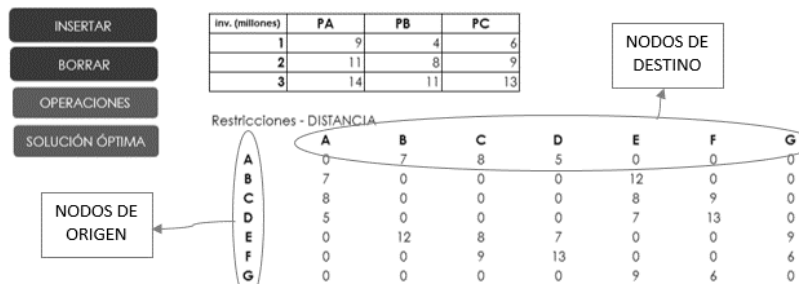 INSERTAR
BORRAR
OPERACIONES
SOLUCIÓN ÓPTIMA
inv. (millones) PA PB PC
1 9 4 6
2 11 8 9
3 14 11 13
NODOS DE
DESTINO
Restricciones - DISTANCIA
A B C D E F G
A 0 7 8 5 0 0 0
B 7 0 0 0 12 0 0
C 8 0 0 0 8 9 0
D 5 0 0 0 7 13 0
E 0 12 8 7 0 0 9
F 0 0 9 13 0 0 6
G 0 0 0 0 9 6 0
NODOS DE
ORIGEN